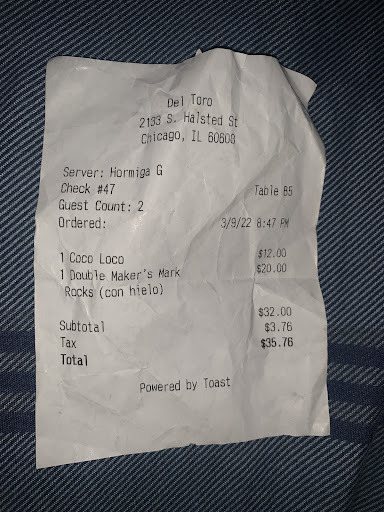 Del Toro
2193 S. Halsted St
Chicago, IL 60608
Server: Hormiga G
Check #47 Table B5
Guest Count: 2
Ordered: 3/9/22 8:47 PM
1 Coco Loco $12.00
1 Double Maker's Mark $20.00
Rocks (con hielo)
Subtotal $32.00
Tax $3.76
Total $35.76
Powered by Toast